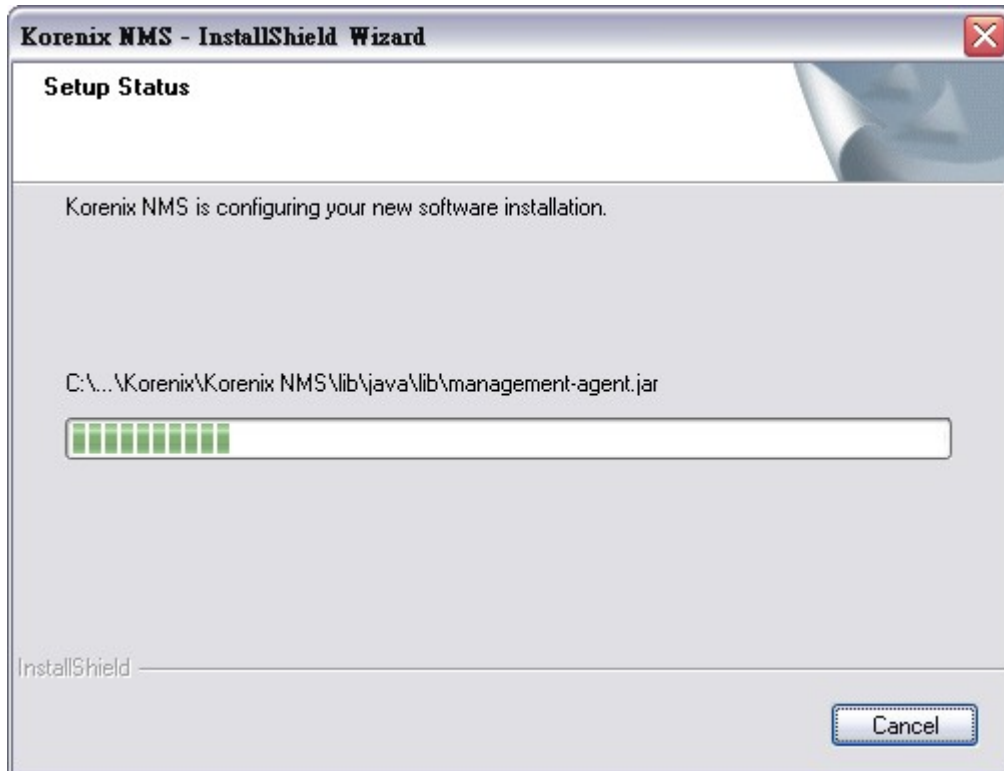 Korenix NMS - InstallShield Wizard
Setup Status
Korenix NMS is configuring your new software installation.
C:\...\Korenix\Korenix NMS\lib\java\lib\management-agent.jar
InstallShield
Cancel